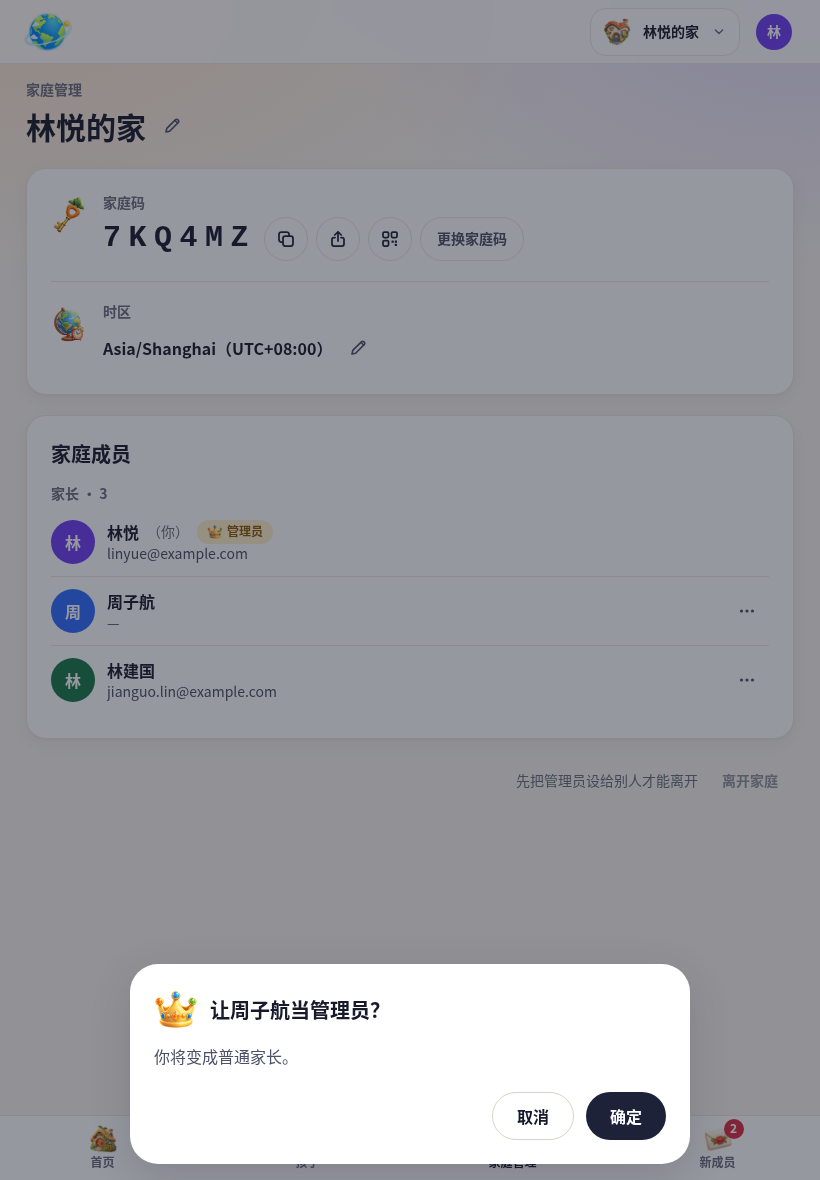 林悦的家
林
家庭管理
林悦的家
家庭码
7KQ4MZ
更换家庭码
时区
Asia/Shanghai（UTC+08:00）
家庭成员
家长 · 3
林
林悦 （你） 管理员
linyue@example.com
周
周子航
—
林
林建国
jianguo.lin@example.com
先把管理员设给别人才能离开 离开家庭
让周子航当管理员?
你将变成普通家长。
取消 确定
2
首页 孩子 家庭管理 新成员